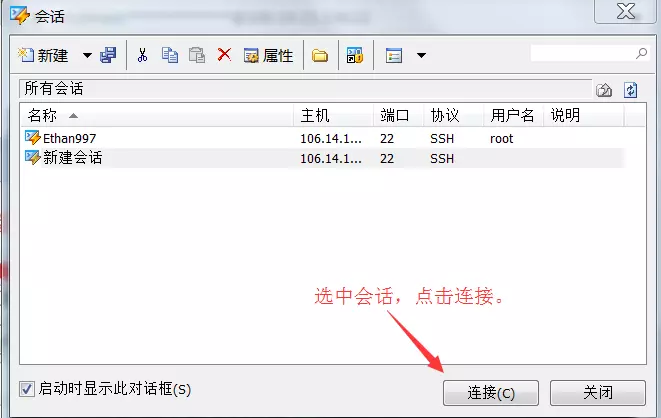 会话
新建 属性
所有会话
名称 主机 端口 协议 用户名 说明
Ethan997 106.14.1... 22 SSH root
新建会话 106.14.1... 22 SSH
选中会话，点击连接。
启动时显示此对话框(S) 连接(C) 关闭